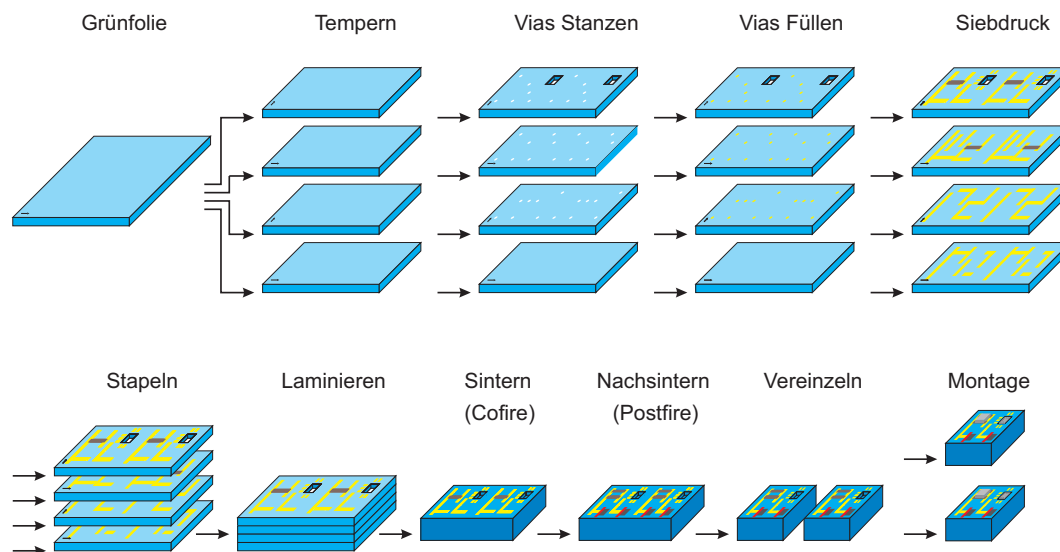 Grünfolie
Tempern
Vias Stanzen
Vias Füllen
Siebdruck
Stapeln
Laminieren
Sintern
(Cofire)
Nachsintern
(Postfire)
Vereinzeln
Montage